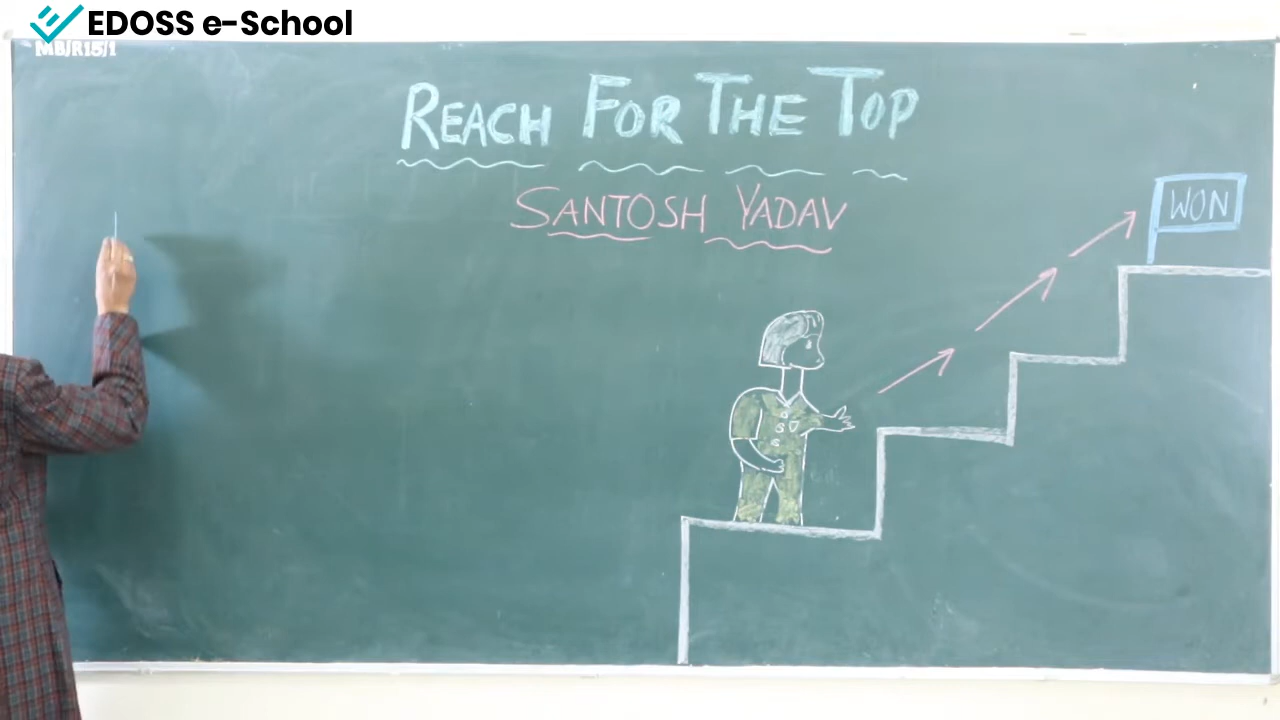 EDOSS e-School
MB/R15/1
REACH FOR THE TOP
SANTOSH YADAV
WON